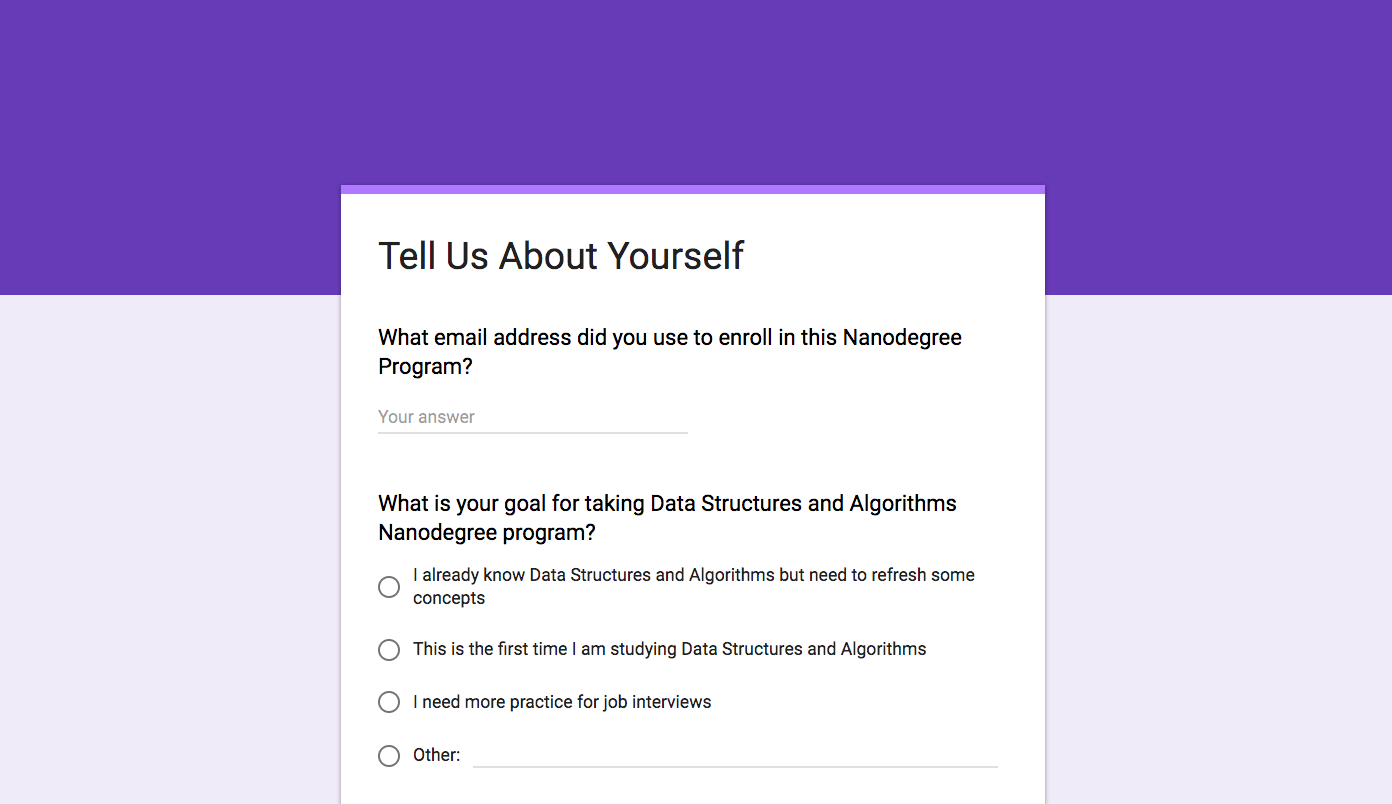 Tell Us About Yourself
What email address did you use to enroll in this Nanodegree
Program?
Your answer
What is your goal for taking Data Structures and Algorithms
Nanodegree program?
I already know Data Structures and Algorithms but need to refresh some
concepts
This is the first time I am studying Data Structures and Algorithms
I need more practice for job interviews
Other: